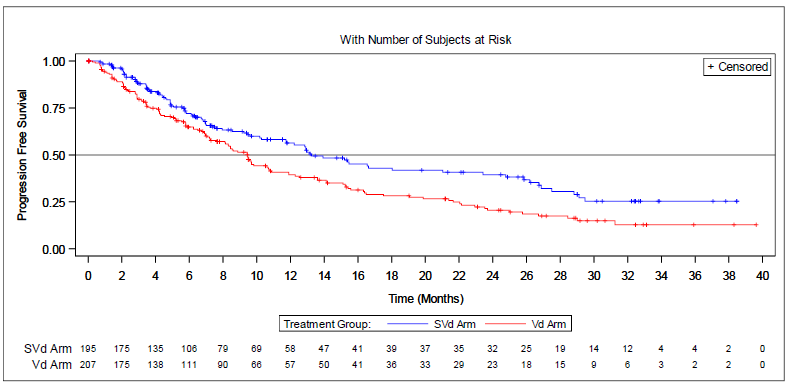 With Number of Subjects at Risk
+ Censored
1.00
0.75
0.50
0.25
0.00
Progression Free Survival
0 2 4 6 8 10 12 14 16 18 20 22 24 26 28 30 32 34 36 38 40
Time (Months)
Treatment Group: SVd Arm Vd Arm
SVd Arm 195 175 135 106 79 69 58 47 41 39 37 35 32 25 19 14 12 4 4 2 0
Vd Arm 207 175 138 111 90 66 57 50 41 36 33 29 23 18 15 9 6 3 2 2 0